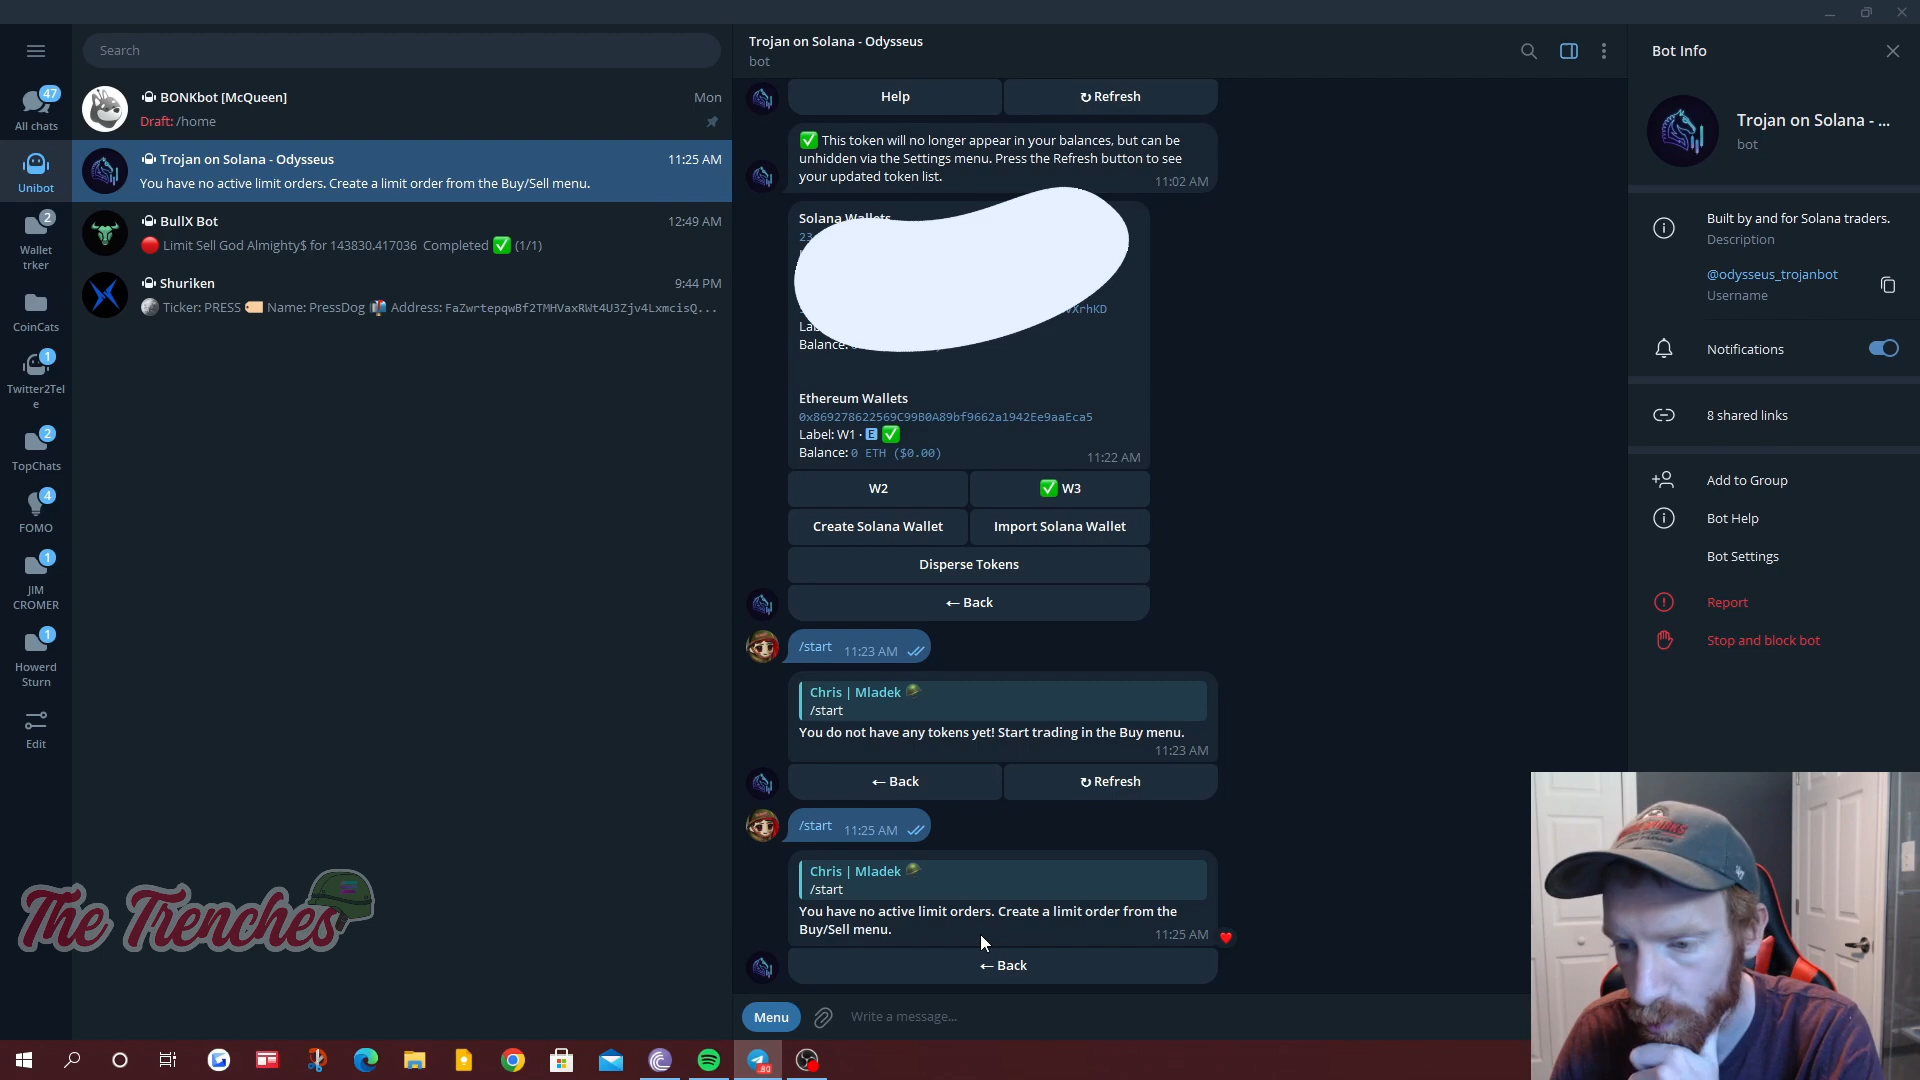 Search
47
All chats
Unibot
2
Wallet
trker
CoinCats
1
Twitter2Tel
e
2
TopChats
4
FOMO
1
JIM
CROMER
1
Howerd
Sturn
Edit
BONKbot [McQueen]
Mon
Draft: /home
Trojan on Solana - Odysseus
11:25 AM
You have no active limit orders. Create a limit order from the Buy/Sell menu.
BullX Bot
12:49 AM
Limit Sell God Almighty$ for 143830.417036 Completed ✅ (1/1)
Shuriken
9:44 PM
Ticker: PRESS Name: PressDog Address: FaZwrtepqwBf2TMHVaxRWt4U3Zjv4LxmcisQ...
The Trenches
Trojan on Solana - Odysseus
bot
Help
↻ Refresh
✅ This token will no longer appear in your balances, but can be
unhidden via the Settings menu. Press the Refresh button to see
your updated token list.
11:02 AM
Solana Wallets
23
XrhKD
Balance:
Ethereum Wallets
0x869278622569C99B0A89bf9662a1942Ee9aaEca5
Label: W1 · E ✅
Balance: 0 ETH ($0.00)
11:22 AM
W2
✅ W3
Create Solana Wallet
Import Solana Wallet
Disperse Tokens
← Back
/start 11:23 AM
Chris | Mladek
/start
You do not have any tokens yet! Start trading in the Buy menu.
11:23 AM
← Back
↻ Refresh
/start 11:25 AM
Chris | Mladek
/start
You have no active limit orders. Create a limit order from the
Buy/Sell menu.
11:25 AM
← Back
Menu
Write a message...
Bot Info
Trojan on Solana - ...
bot
Built by and for Solana traders.
Description
@odysseus_trojanbot
Username
Notifications
8 shared links
Add to Group
Bot Help
Bot Settings
Report
Stop and block bot